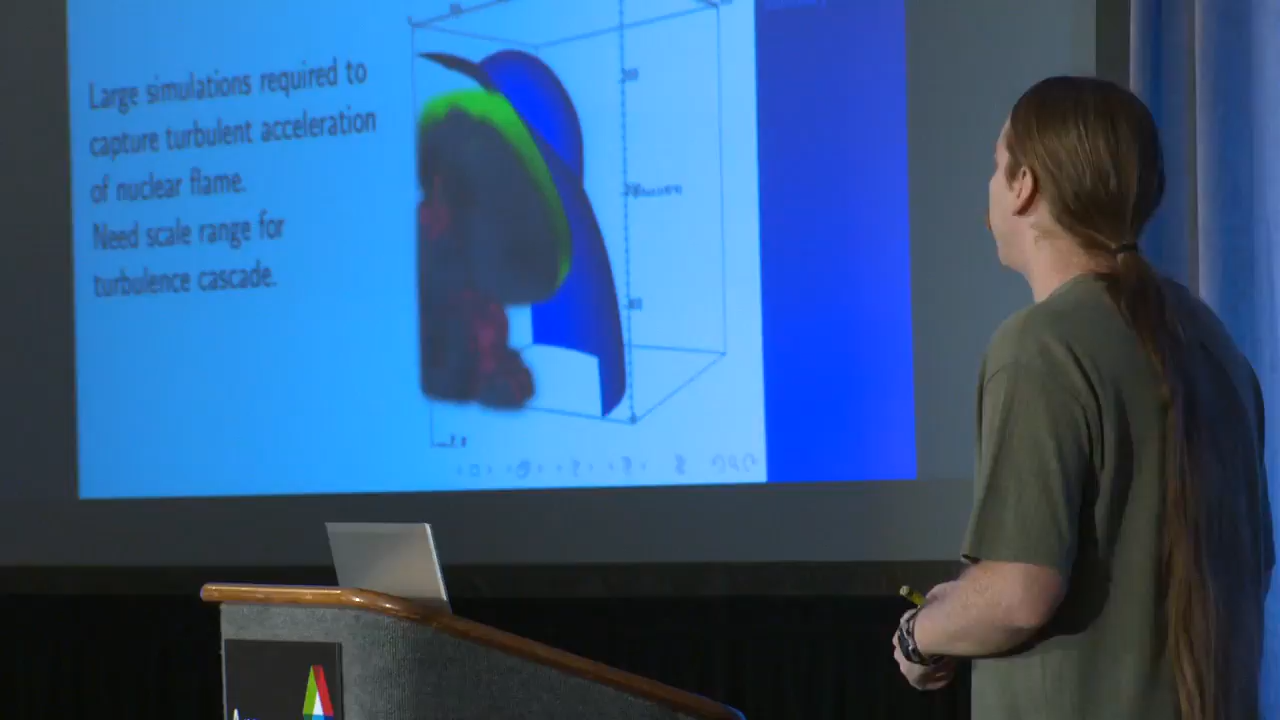 Large simulations required to
capture turbulent acceleration
of nuclear flame.
Need scale range for
turbulence cascade.